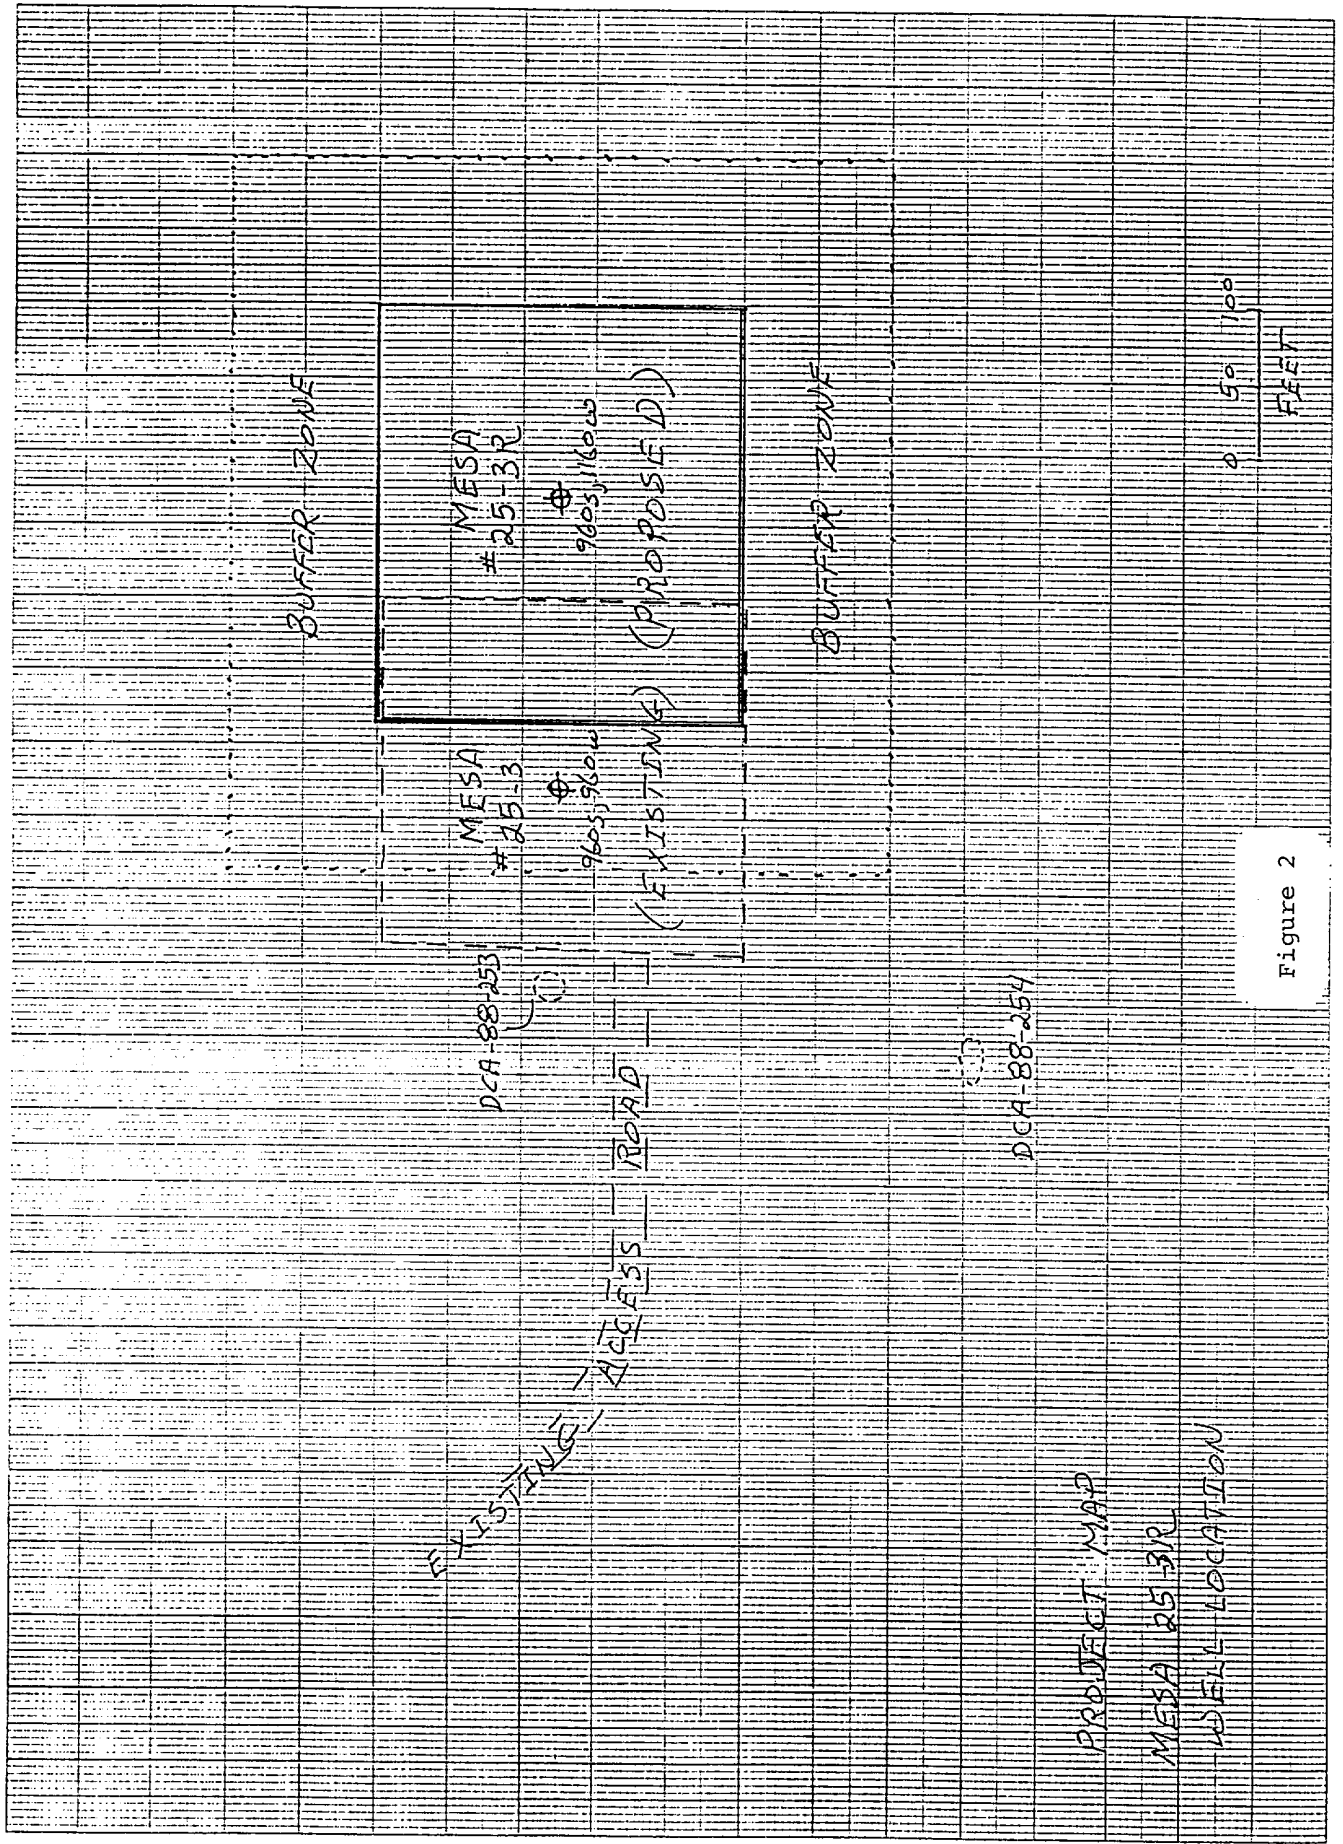 BUFFER ZONE
MESA
# 25-3
960s, 960w
(EXISTING)
MESA
# 25-3R
960s, 1160w
(PROPOSED)
DCA-88-253
EXISTING ACCESS ROAD
BUFFER ZONE
DCA-88-254
PROJECT MAP
MESA 25-3R
WELL LOCATION
0 50 100
FEET
Figure 2